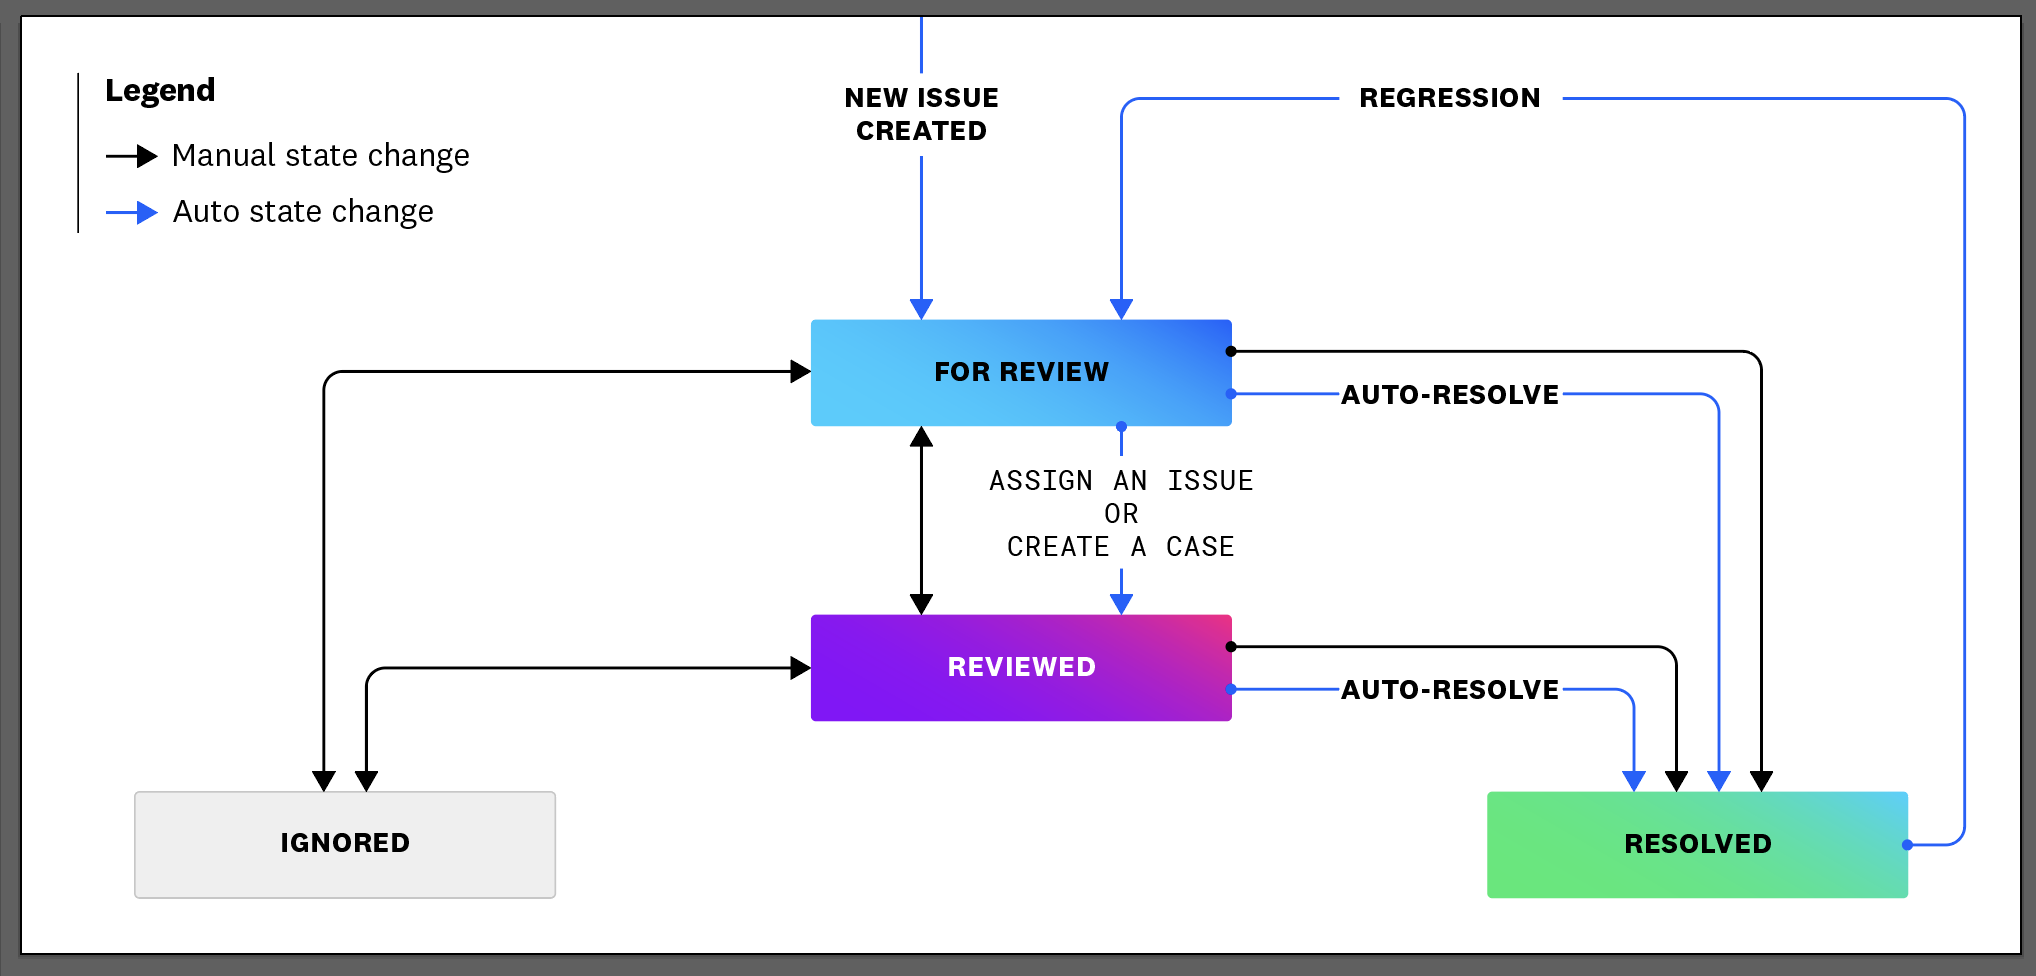 Legend
Manual state change
Auto state change
NEW ISSUE
CREATED
REGRESSION
FOR REVIEW
AUTO-RESOLVE
ASSIGN AN ISSUE
OR
CREATE A CASE
REVIEWED
AUTO-RESOLVE
IGNORED
RESOLVED